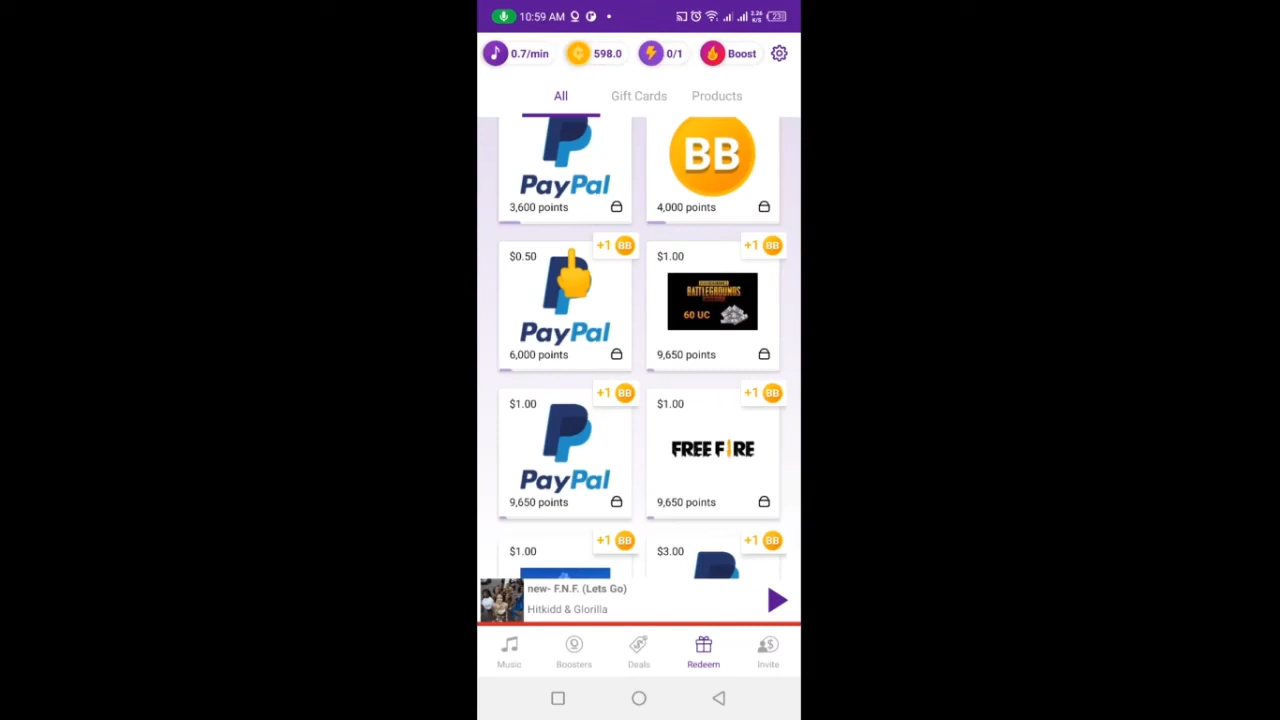 10:59 AM 3.26 K/S 23
0.7/min 598.0 0/1 Boost
All Gift Cards Products
PayPal BB
3,600 points 4,000 points
+1 BB +1 BB
$0.50 $1.00
BATTLEGROUNDS
60 UC
PayPal
6,000 points 9,650 points
+1 BB +1 BB
$1.00 $1.00
FREE FIRE
PayPal
9,650 points 9,650 points
+1 BB +1 BB
$1.00 $3.00
new- F.N.F. (Lets Go)
Hitkidd & Glorilla
Music Boosters Deals Redeem Invite